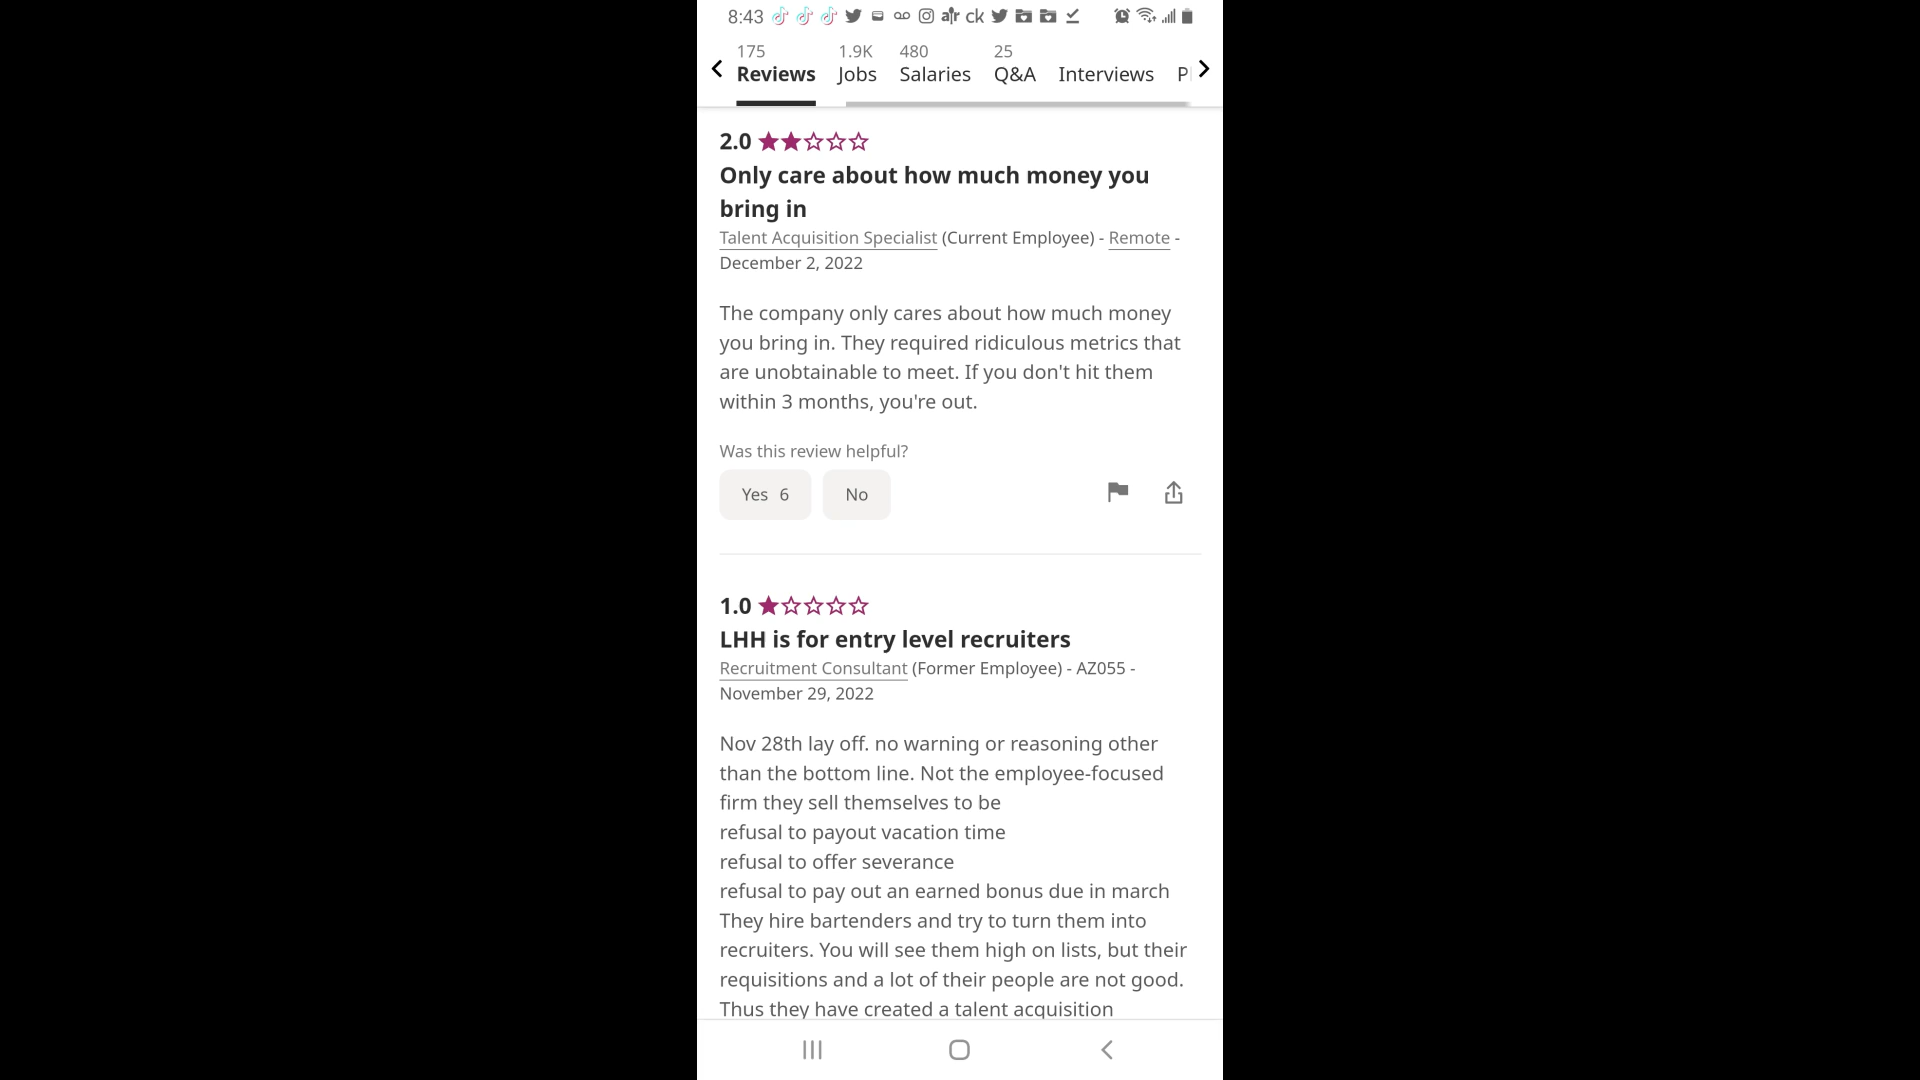 8:43
175
Reviews
1.9K
Jobs
480
Salaries
25
Q&A
Interviews
2.0
Only care about how much money you
bring in
Talent Acquisition Specialist (Current Employee) - Remote -
December 2, 2022
The company only cares about how much money
you bring in. They required ridiculous metrics that
are unobtainable to meet. If you don't hit them
within 3 months, you're out.
Was this review helpful?
Yes 6
No
1.0
LHH is for entry level recruiters
Recruitment Consultant (Former Employee) - AZ055 -
November 29, 2022
Nov 28th lay off. no warning or reasoning other
than the bottom line. Not the employee-focused
firm they sell themselves to be
refusal to payout vacation time
refusal to offer severance
refusal to pay out an earned bonus due in march
They hire bartenders and try to turn them into
recruiters. You will see them high on lists, but their
requisitions and a lot of their people are not good.
Thus they have created a talent acquisition